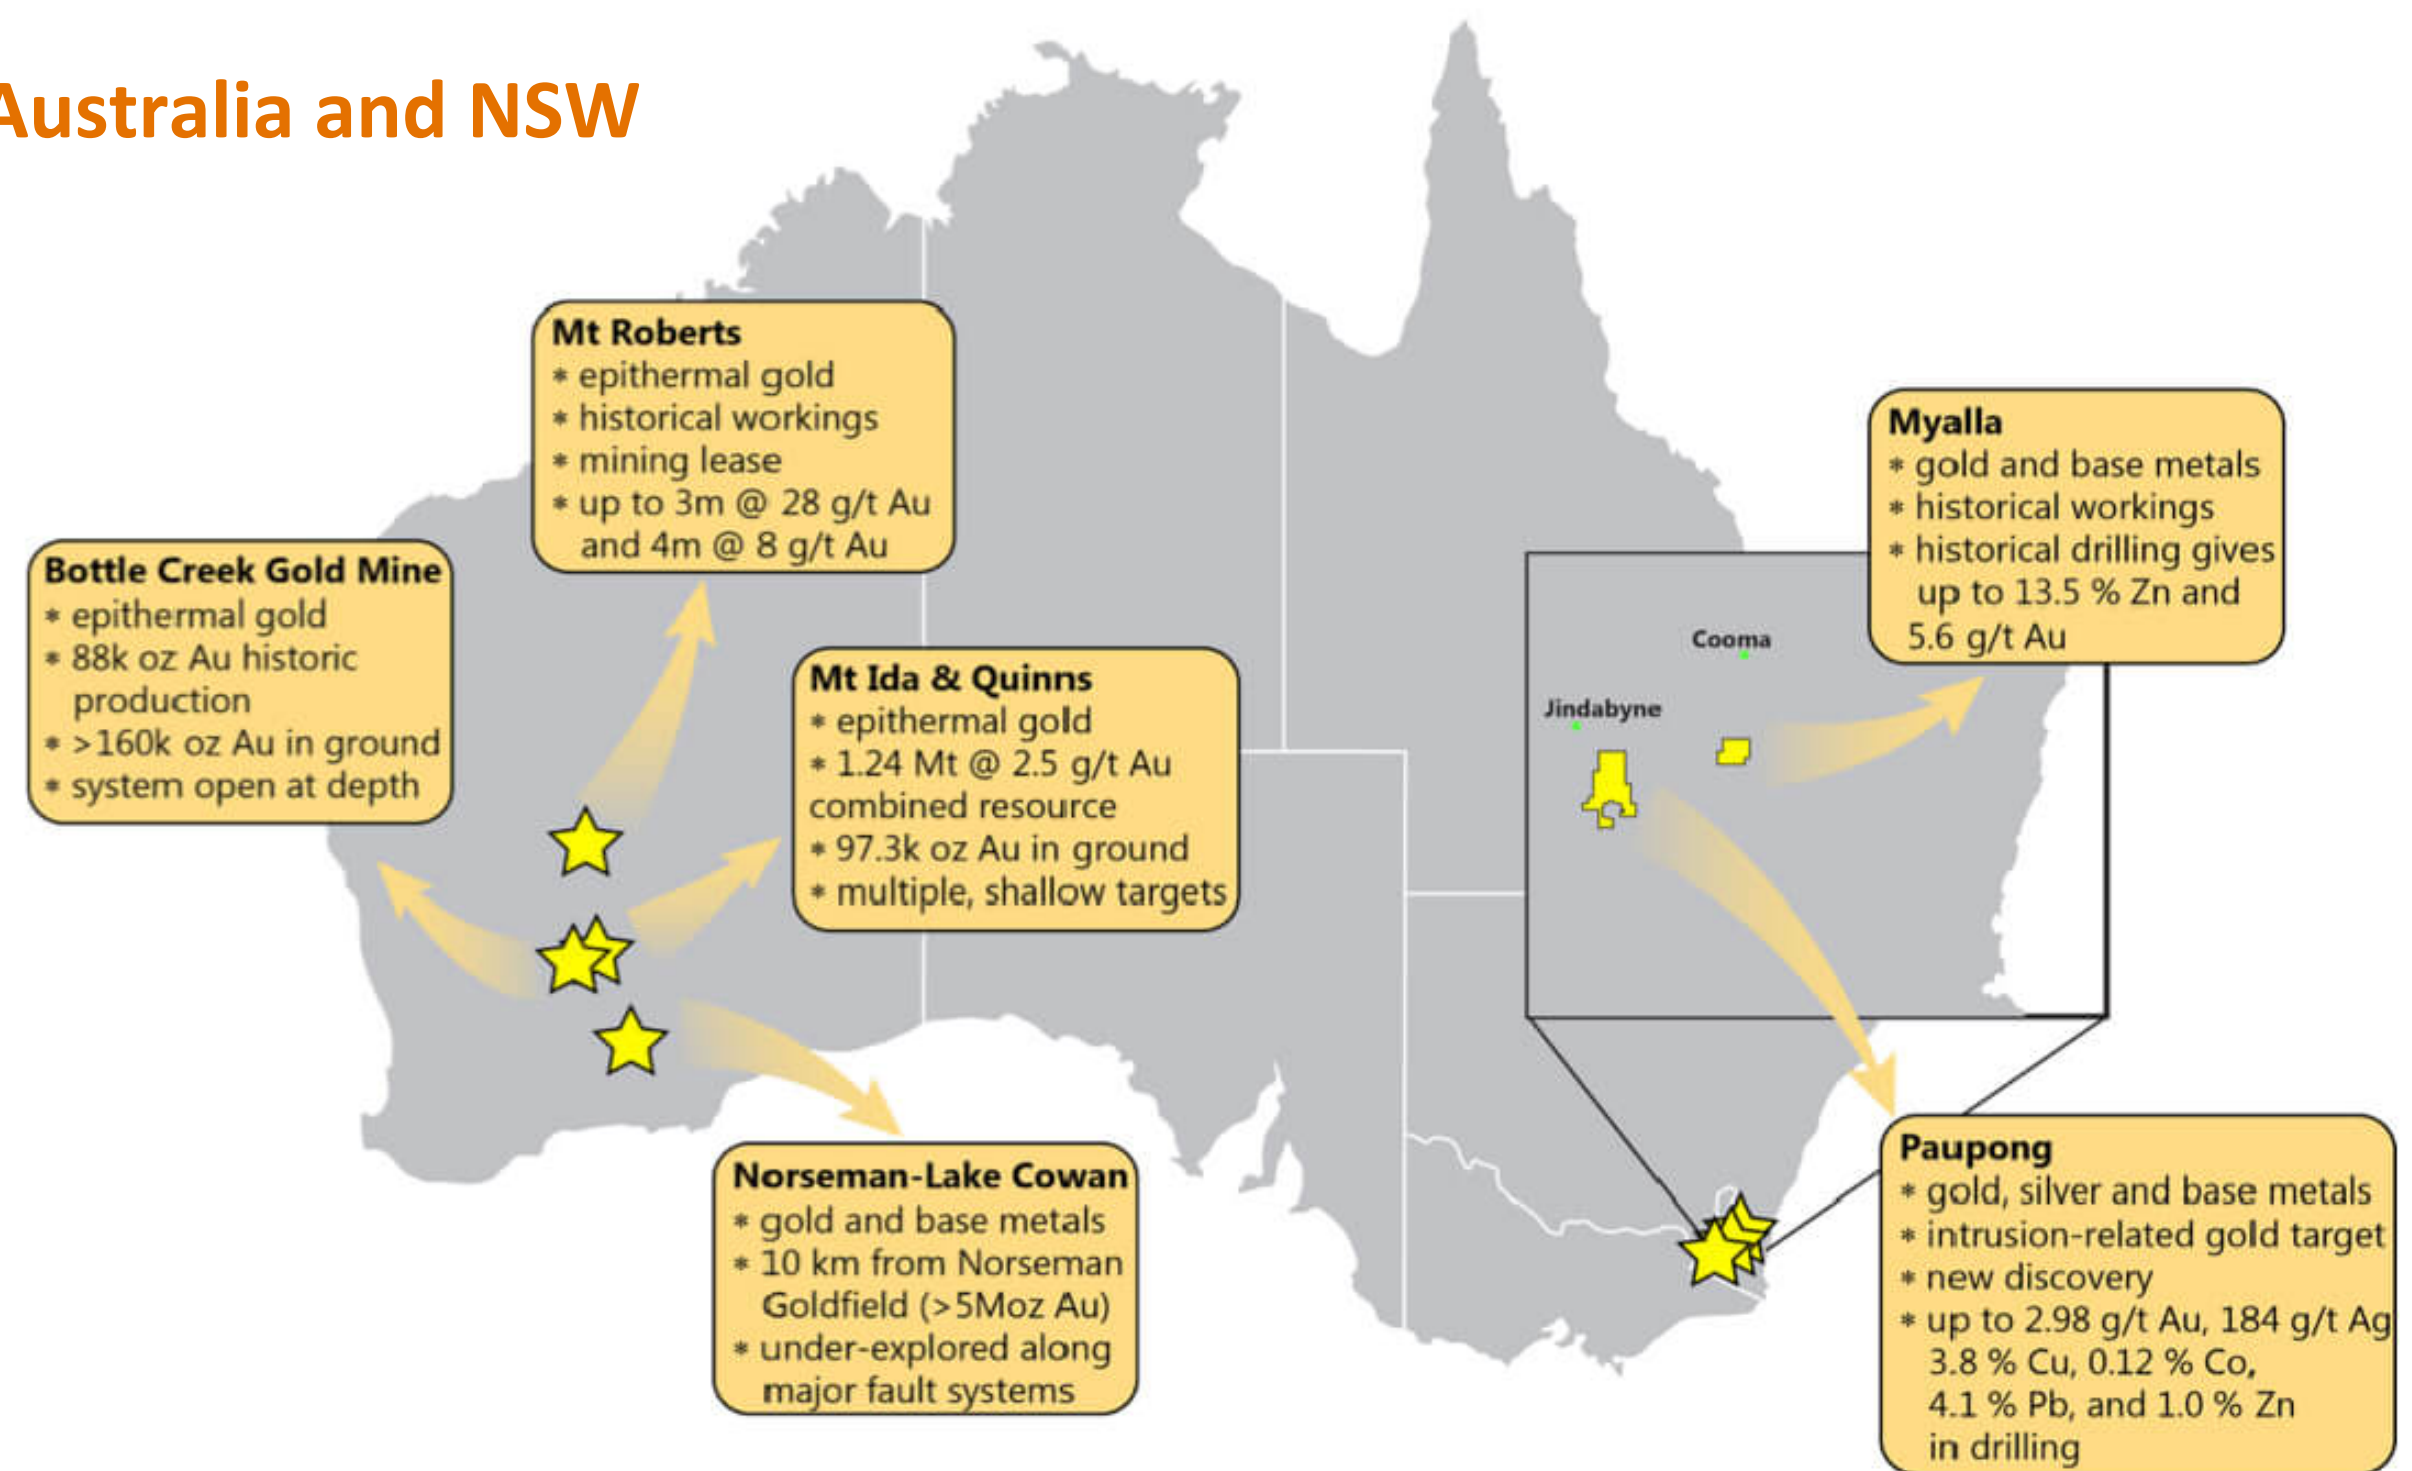 Australia and NSW
Mt Roberts
* epithermal gold
* historical workings
* mining lease
* up to 3m @ 28 g/t Au
and 4m @ 8 g/t Au
Bottle Creek Gold Mine
* epithermal gold
* 88k oz Au historic
production
* >160k oz Au in ground
* system open at depth
Mt Ida & Quinns
* epithermal gold
* 1.24 Mt @ 2.5 g/t Au
combined resource
* 97.3k oz Au in ground
* multiple, shallow targets
Norseman-Lake Cowan
* gold and base metals
* 10 km from Norseman
Goldfield (>5Moz Au)
* under-explored along
major fault systems
Myalla
* gold and base metals
* historical workings
* historical drilling gives
up to 13.5 % Zn and
5.6 g/t Au
Cooma
Jindabyne
Paupong
* gold, silver and base metals
* intrusion-related gold target
* new discovery
* up to 2.98 g/t Au, 184 g/t Ag
3.8 % Cu, 0.12 % Co,
4.1 % Pb, and 1.0 % Zn
in drilling